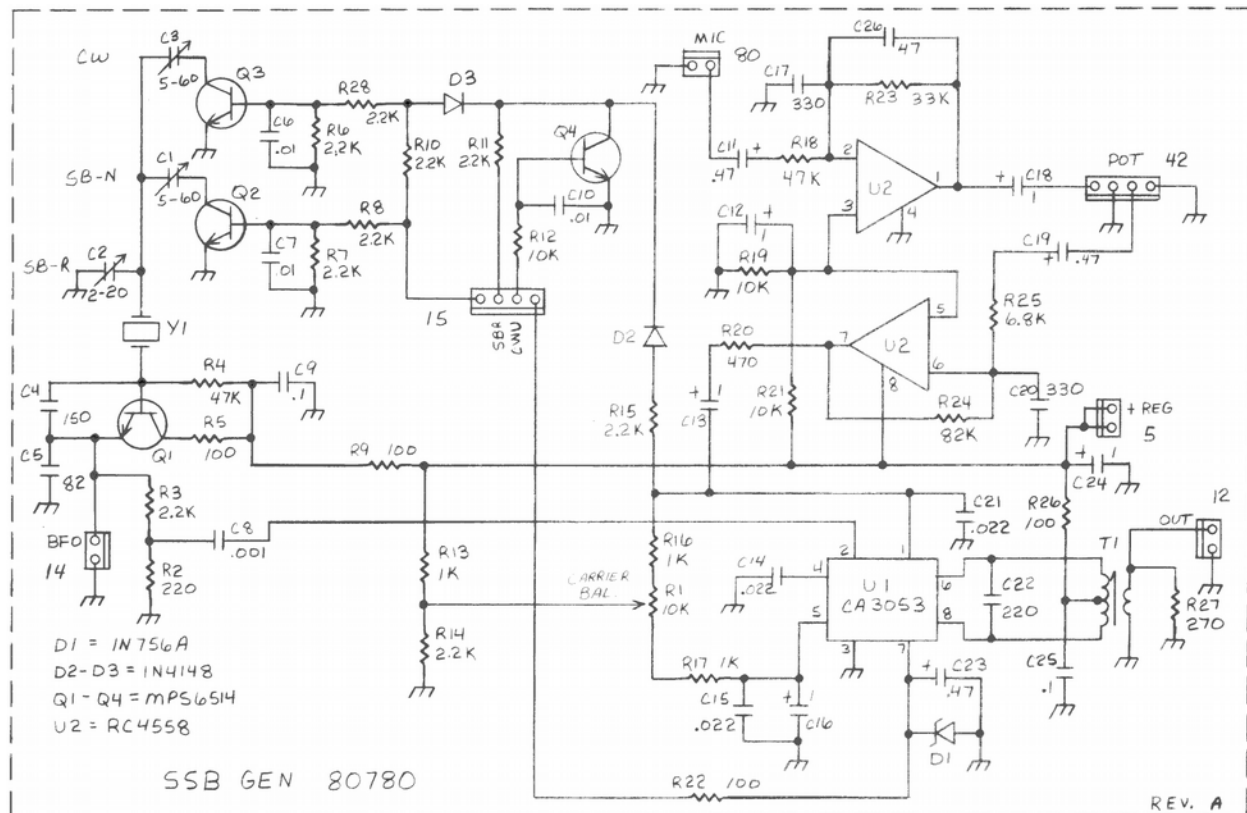 CW
C3
5-60
Q3
R28
2.2K
D3
MIC
80
C26
.47
C17
330
R23
33K
C6
.01
R6
2.2K
R10
22K
R11
22K
Q4
C11
.47
+
R18
47K
2
U2
1
3
4
+
C18
1
POT
42
SB-N
C1
5-60
Q2
R8
2.2K
C10
.01
R12
10K
C12
+
1
R19
10K
C19
+
.47
C7
.01
R7
2.2K
SB-R
C2
2-20
15
SBR
CWU
D2
R20
470
7
U2
5
6
8
R25
6.8K
Y1
C4
150
R4
47K
C9
.1
R5
100
Q1
C5
82
R15
2.2K
+
1
C13
R21
10K
R24
82K
C20
330
+ REG
5
R9
100
+
1
C24
R3
2.2K
BFO
14
R2
220
C8
.001
R13
1K
R14
2.2K
CARRIER
BAL.
R16
1K
R1
10K
C14
.022
C21
.022
R26
100
12
OUT
T1
2
1
4
U1
CA3053
6
5
8
3
7
C22
220
R27
270
R17
1K
C15
.022
+
1
C16
+
C23
.47
C25
.1
D1
R22
100
D1 = 1N756A
D2-D3 = 1N4148
Q1-Q4 = MPS6514
U2 = RC4558
SSB GEN 80780
REV. A